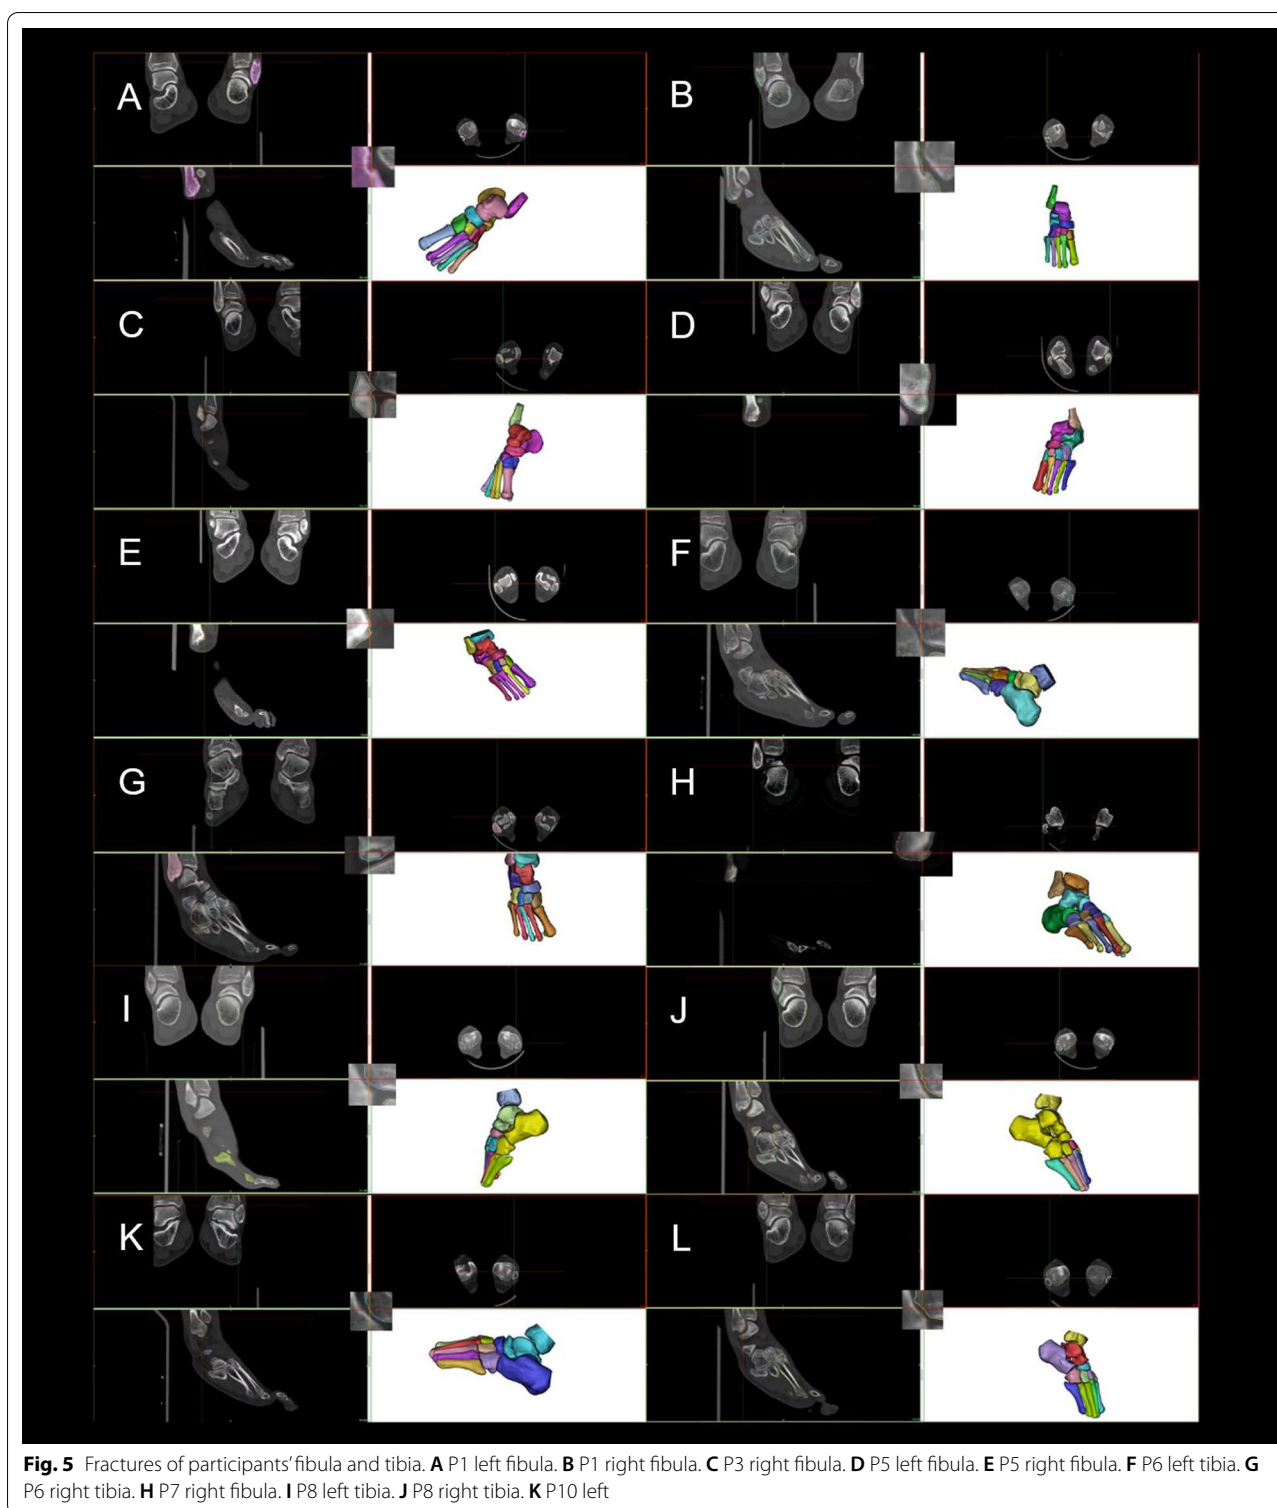 A
B
C
D
E
F
G
H
I
J
K
L
Fig. 5 Fractures of participants' fibula and tibia. A P1 left fibula. B P1 right fibula. C P3 right fibula. D P5 left fibula. E P5 right fibula. F P6 left tibia. G
P6 right tibia. H P7 right fibula. I P8 left tibia. J P8 right tibia. K P10 left